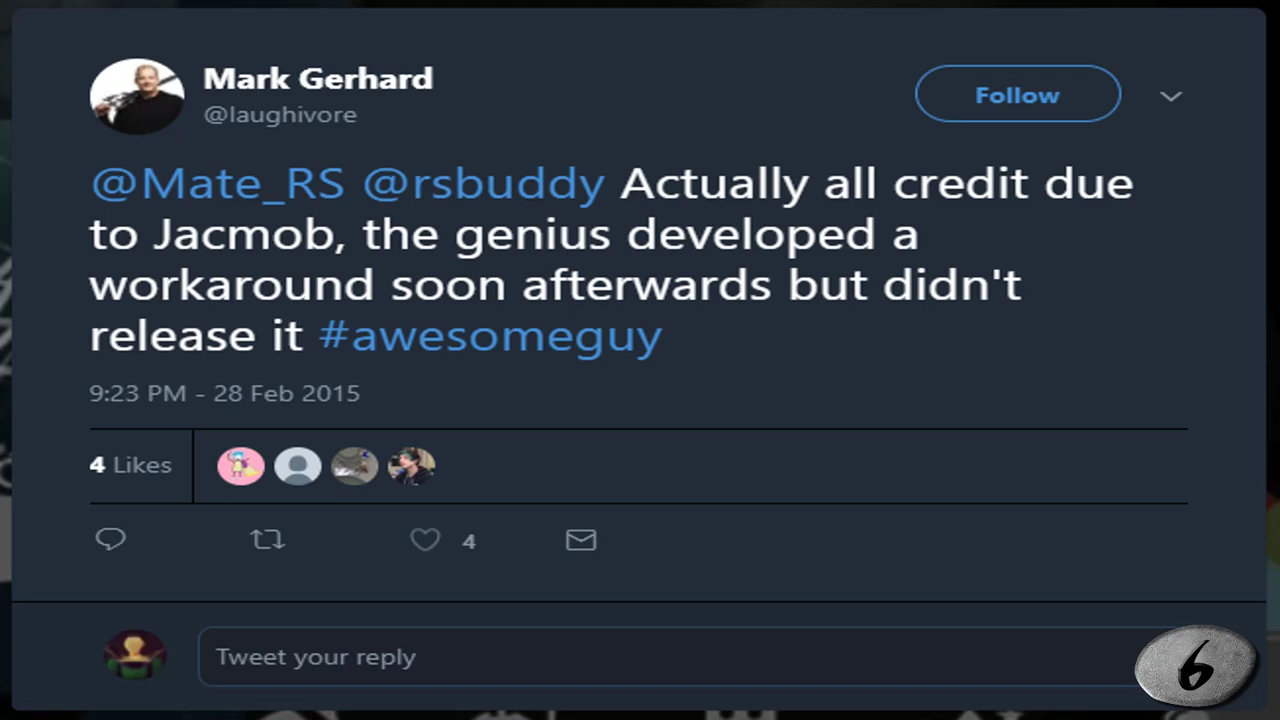 Mark Gerhard
@laughivore
Follow
@Mate_RS @rsbuddy Actually all credit due
to Jacmob, the genius developed a
workaround soon afterwards but didn't
release it #awesomeguy
9:23 PM - 28 Feb 2015
4 Likes
4
Tweet your reply
6